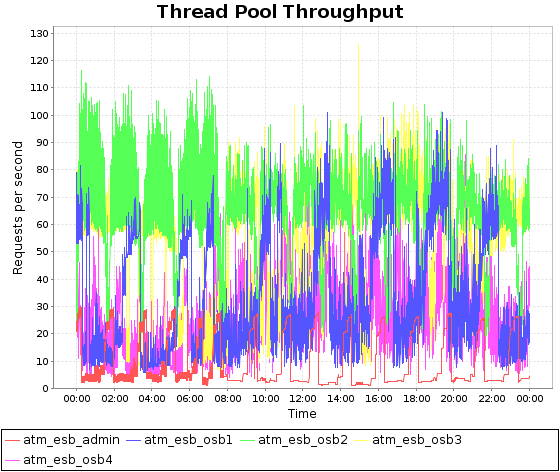 Thread Pool Throughput
Requests per second
130
120
110
100
90
80
70
60
50
40
30
20
10
0
00:00 02:00 04:00 06:00 08:00 10:00 12:00 14:00 16:00 18:00 20:00 22:00 00:00
Time
atm_esb_admin atm_esb_osb1 atm_esb_osb2 atm_esb_osb3
atm_esb_osb4